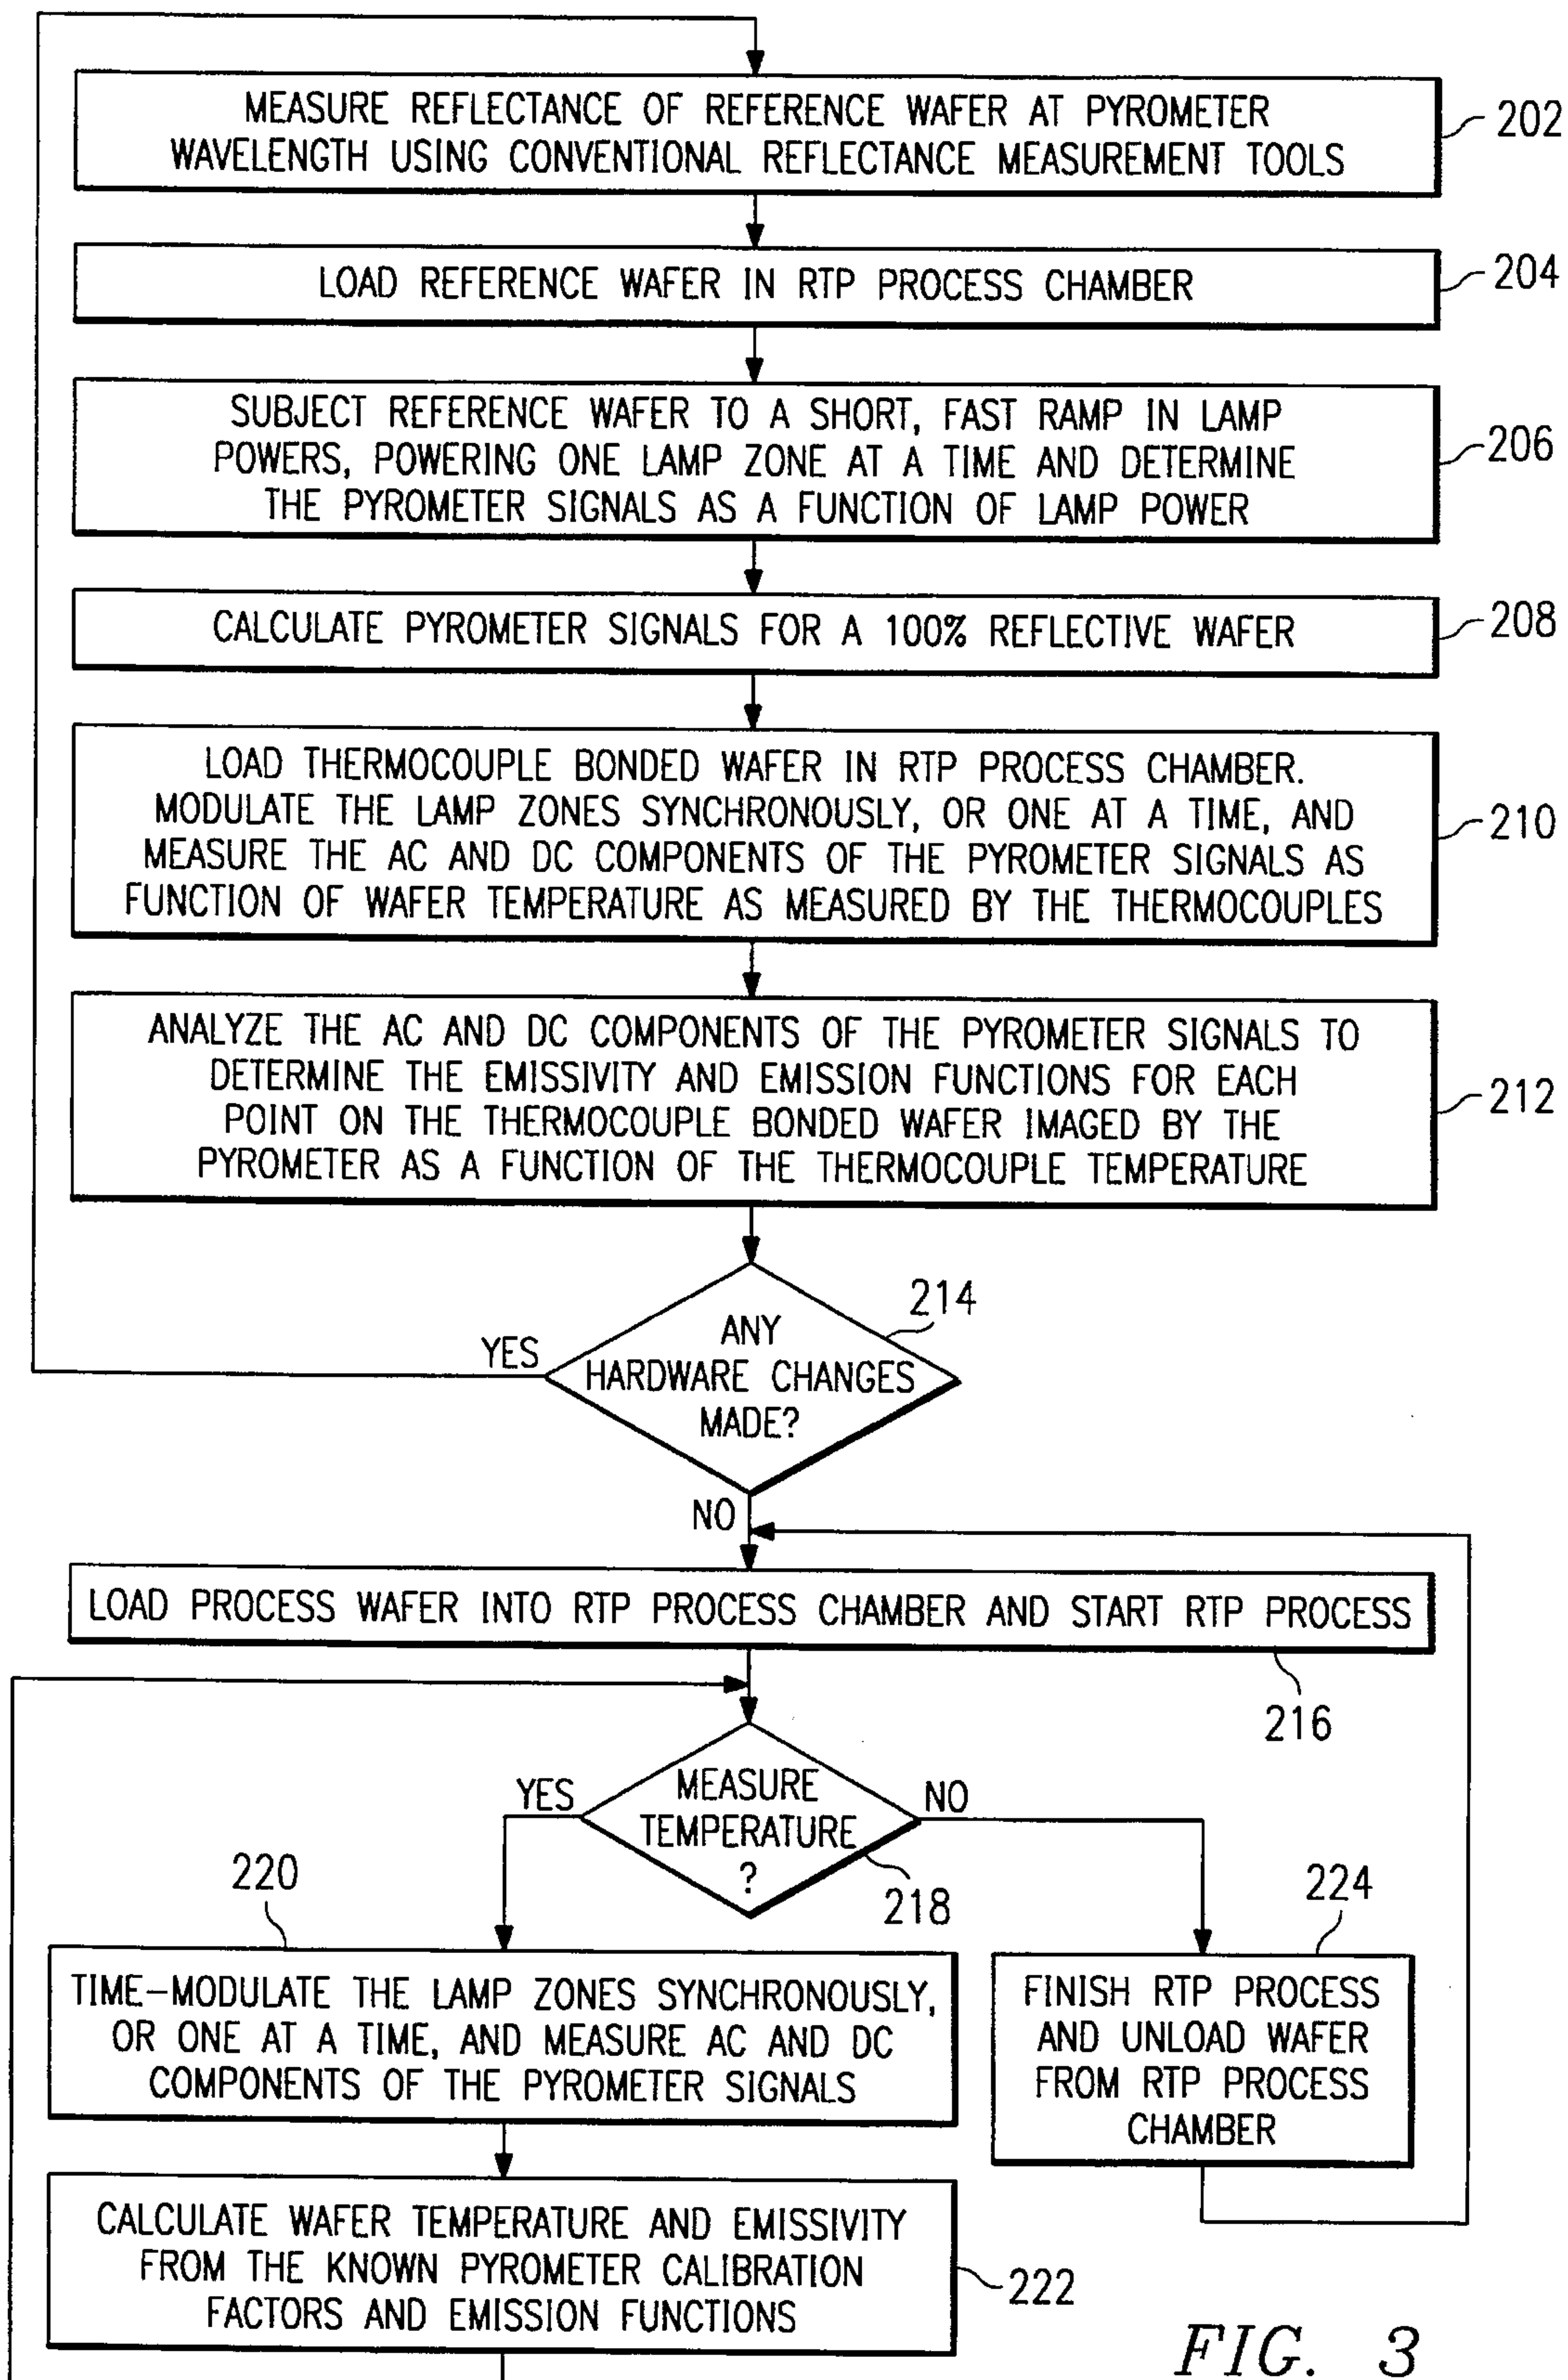 MEASURE REFLECTANCE OF REFERENCE WAFER AT PYROMETER
WAVELENGTH USING CONVENTIONAL REFLECTANCE MEASUREMENT TOOLS
202
LOAD REFERENCE WAFER IN RTP PROCESS CHAMBER
204
SUBJECT REFERENCE WAFER TO A SHORT, FAST RAMP IN LAMP
POWERS, POWERING ONE LAMP ZONE AT A TIME AND DETERMINE
THE PYROMETER SIGNALS AS A FUNCTION OF LAMP POWER
206
CALCULATE PYROMETER SIGNALS FOR A 100% REFLECTIVE WAFER
208
LOAD THERMOCOUPLE BONDED WAFER IN RTP PROCESS CHAMBER.
MODULATE THE LAMP ZONES SYNCHRONOUSLY, OR ONE AT A TIME, AND
MEASURE THE AC AND DC COMPONENTS OF THE PYROMETER SIGNALS AS
FUNCTION OF WAFER TEMPERATURE AS MEASURED BY THE THERMOCOUPLES
210
ANALYZE THE AC AND DC COMPONENTS OF THE PYROMETER SIGNALS TO
DETERMINE THE EMISSIVITY AND EMISSION FUNCTIONS FOR EACH
POINT ON THE THERMOCOUPLE BONDED WAFER IMAGED BY THE
PYROMETER AS A FUNCTION OF THE THERMOCOUPLE TEMPERATURE
212
214
ANY
HARDWARE CHANGES
MADE?
YES
NO
LOAD PROCESS WAFER INTO RTP PROCESS CHAMBER AND START RTP PROCESS
216
MEASURE
TEMPERATURE
?
YES
NO
218
220
TIME-MODULATE THE LAMP ZONES SYNCHRONOUSLY,
OR ONE AT A TIME, AND MEASURE AC AND DC
COMPONENTS OF THE PYROMETER SIGNALS
224
FINISH RTP PROCESS
AND UNLOAD WAFER
FROM RTP PROCESS
CHAMBER
CALCULATE WAFER TEMPERATURE AND EMISSIVITY
FROM THE KNOWN PYROMETER CALIBRATION
FACTORS AND EMISSION FUNCTIONS
222
FIG. 3